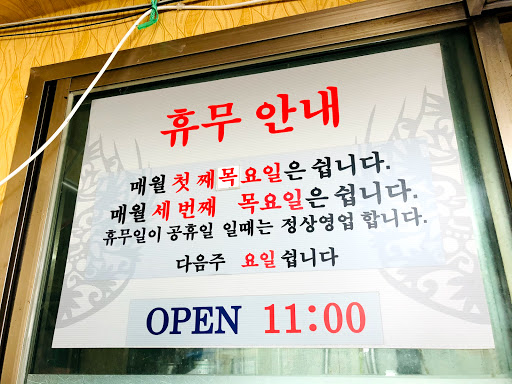 휴무 안내
매월 첫 째목요일은 쉽니다.
매월 세 번째 목요일은 쉽니다.
휴무일이 공휴일 일때는 정상영업 합니다.
다음주 요일 쉽니다
OPEN 11:00